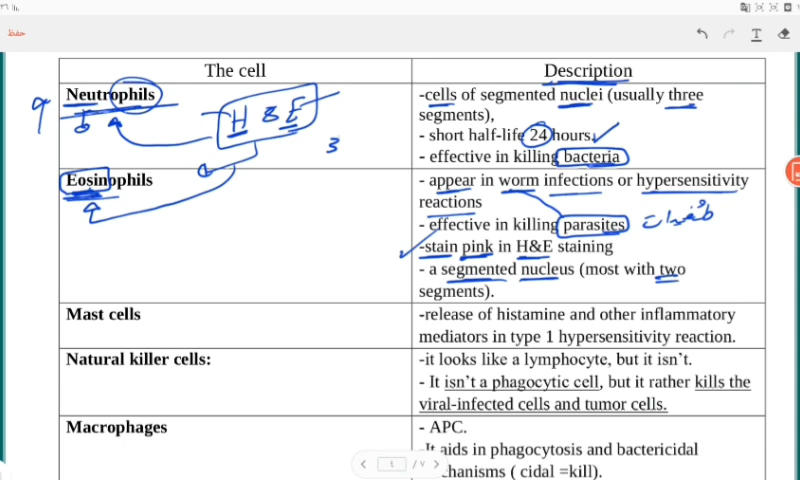 حفظ
The cell
Description
Neutrophils
-cells of segmented nuclei (usually three
segments),
- short half-life 24 hours.
- effective in killing bacteria
H & E
3
Eosinophils
- appear in worm infections or hypersensitivity
reactions
- effective in killing parasites
طفيليات
-stain pink in H&E staining
- a segmented nucleus (most with two
segments).
Mast cells
-release of histamine and other inflammatory
mediators in type 1 hypersensitivity reaction.
Natural killer cells:
-it looks like a lymphocyte, but it isn't.
- It isn't a phagocytic cell, but it rather kills the
viral-infected cells and tumor cells.
Macrophages
- APC.
-It aids in phagocytosis and bactericidal
chanisms ( cidal =kill).